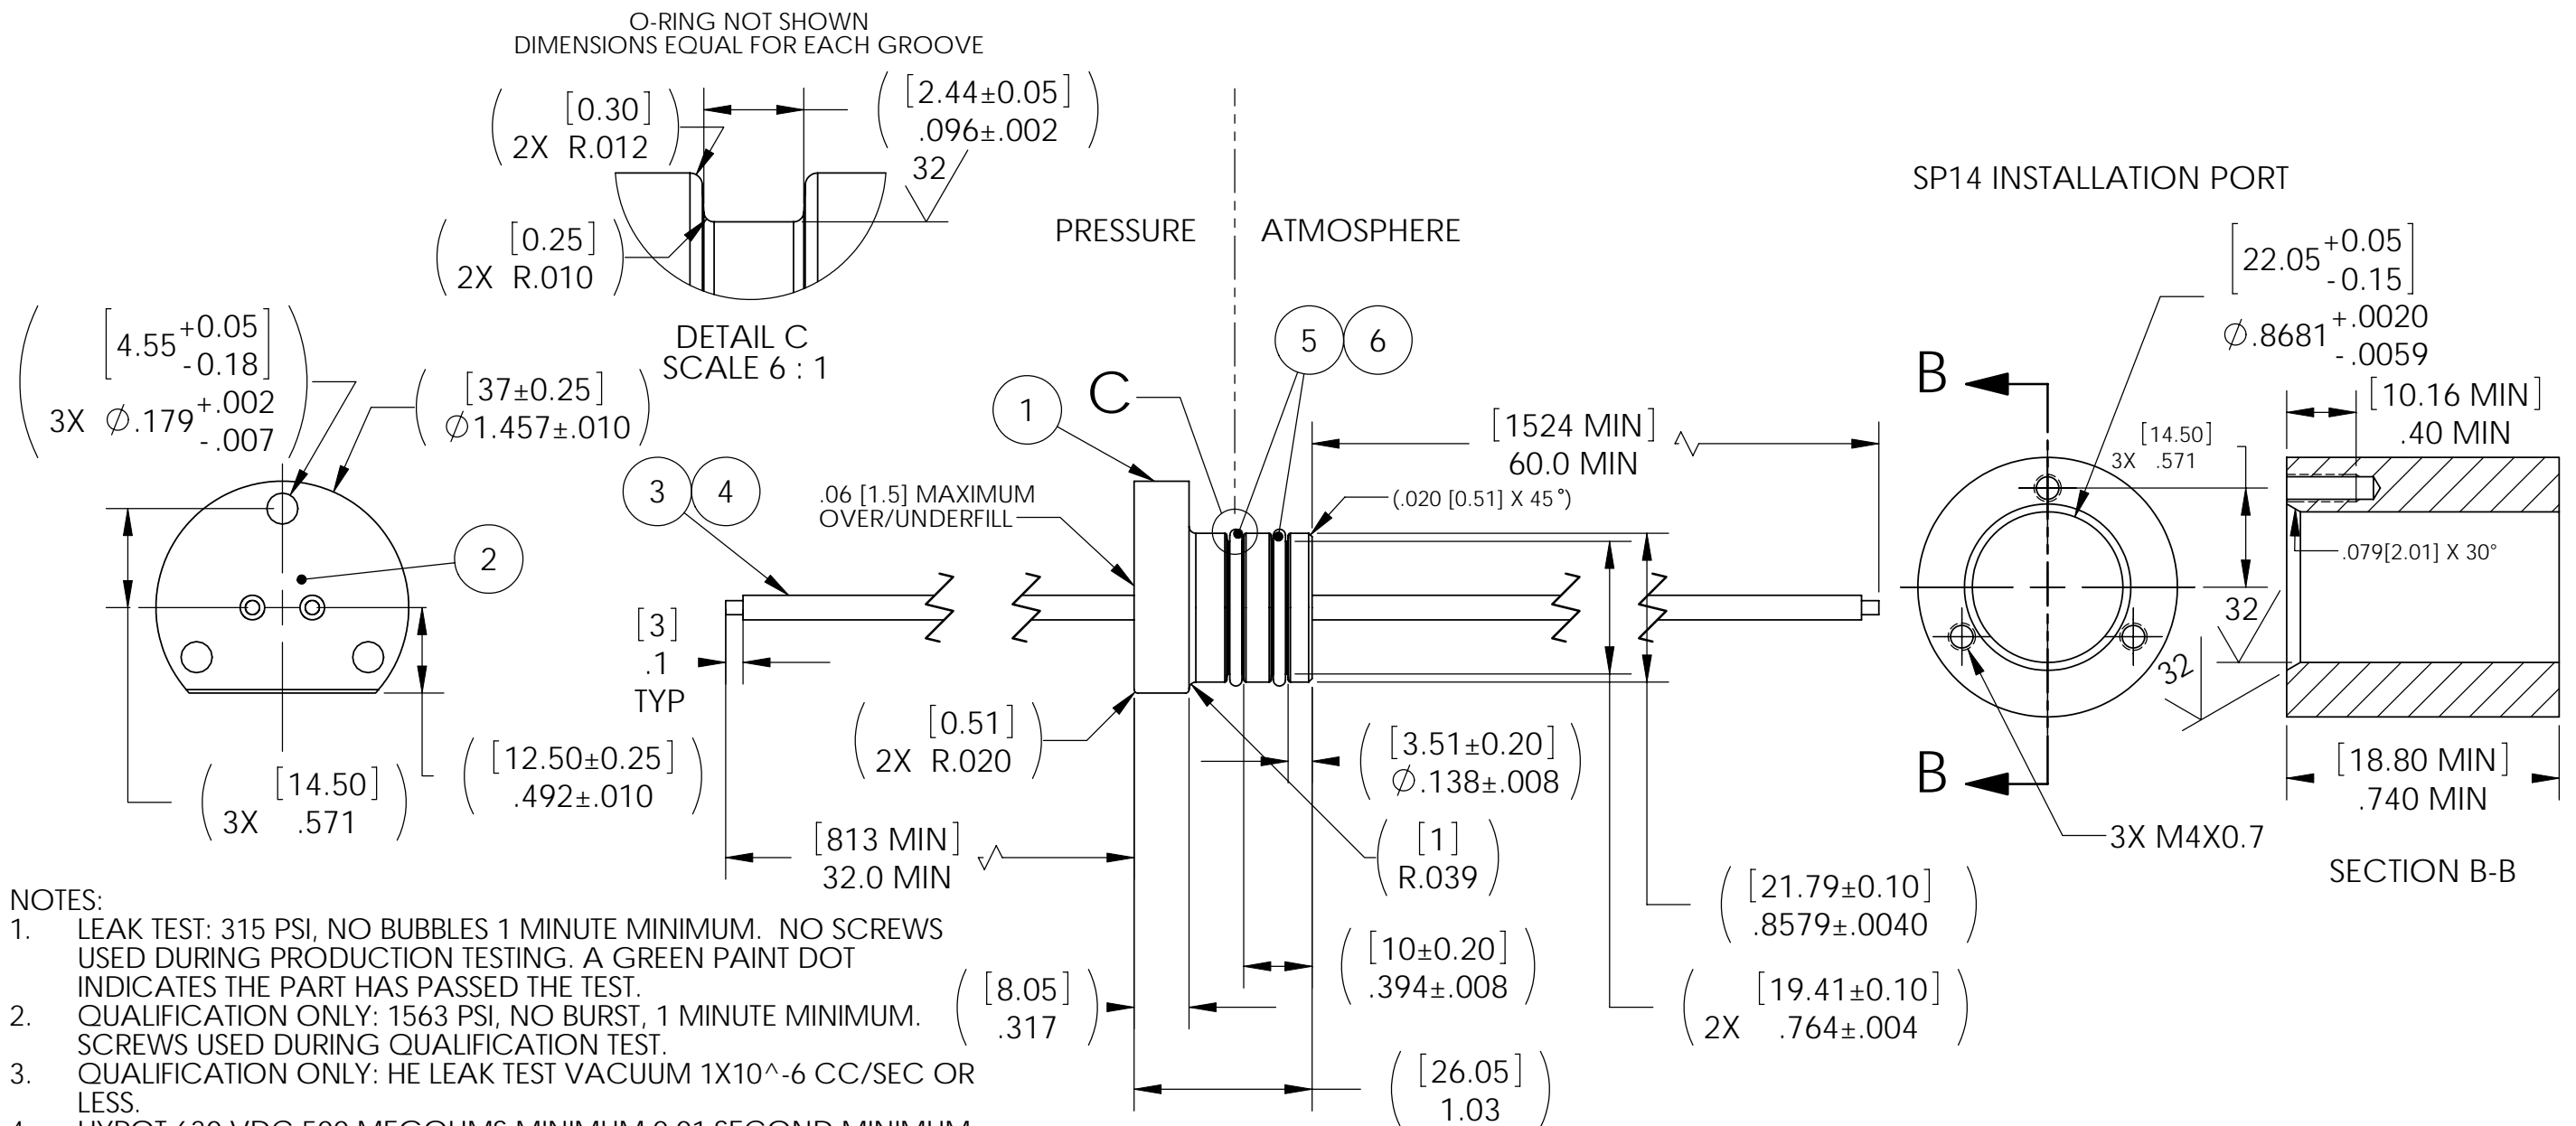 O-RING NOT SHOWN
DIMENSIONS EQUAL FOR EACH GROOVE
[0.30]
2X R.012
[2.44±0.05]
.096±.002
32
[0.25]
2X R.010
DETAIL C
SCALE 6 : 1
[4.55 +0.05 -0.18]
3X ∅.179 +.002 -.007
[37±0.25]
∅1.457±.010
2
[14.50]
3X .571
[12.50±0.25]
.492±.010
PRESSURE
ATMOSPHERE
5 6
1
C
3 4
.06 [1.5] MAXIMUM
OVER/UNDERFILL
[1524 MIN]
60.0 MIN
(.020 [0.51] X 45°)
[3]
.1
TYP
[0.51]
2X R.020
[3.51±0.20]
∅.138±.008
[813 MIN]
32.0 MIN
[1]
R.039
[21.79±0.10]
.8579±.0040
[10±0.20]
.394±.008
[8.05]
.317
[19.41±0.10]
2X .764±.004
[26.05]
1.03
SP14 INSTALLATION PORT
[22.05 +0.05 -0.15]
∅.8681 +.0020 -.0059
B
[10.16 MIN]
.40 MIN
[14.50]
3X .571
.079[2.01] X 30°
32
32
B
[18.80 MIN]
.740 MIN
3X M4X0.7
SECTION B-B
NOTES:
1. LEAK TEST: 315 PSI, NO BUBBLES 1 MINUTE MINIMUM. NO SCREWS
USED DURING PRODUCTION TESTING. A GREEN PAINT DOT
INDICATES THE PART HAS PASSED THE TEST.
2. QUALIFICATION ONLY: 1563 PSI, NO BURST, 1 MINUTE MINIMUM.
SCREWS USED DURING QUALIFICATION TEST.
3. QUALIFICATION ONLY: HE LEAK TEST VACUUM 1X10^-6 CC/SEC OR
LESS.
4. HYPOT 630 VDC 500 MEGOHMS MINIMUM 0.01 SECOND MINIMUM